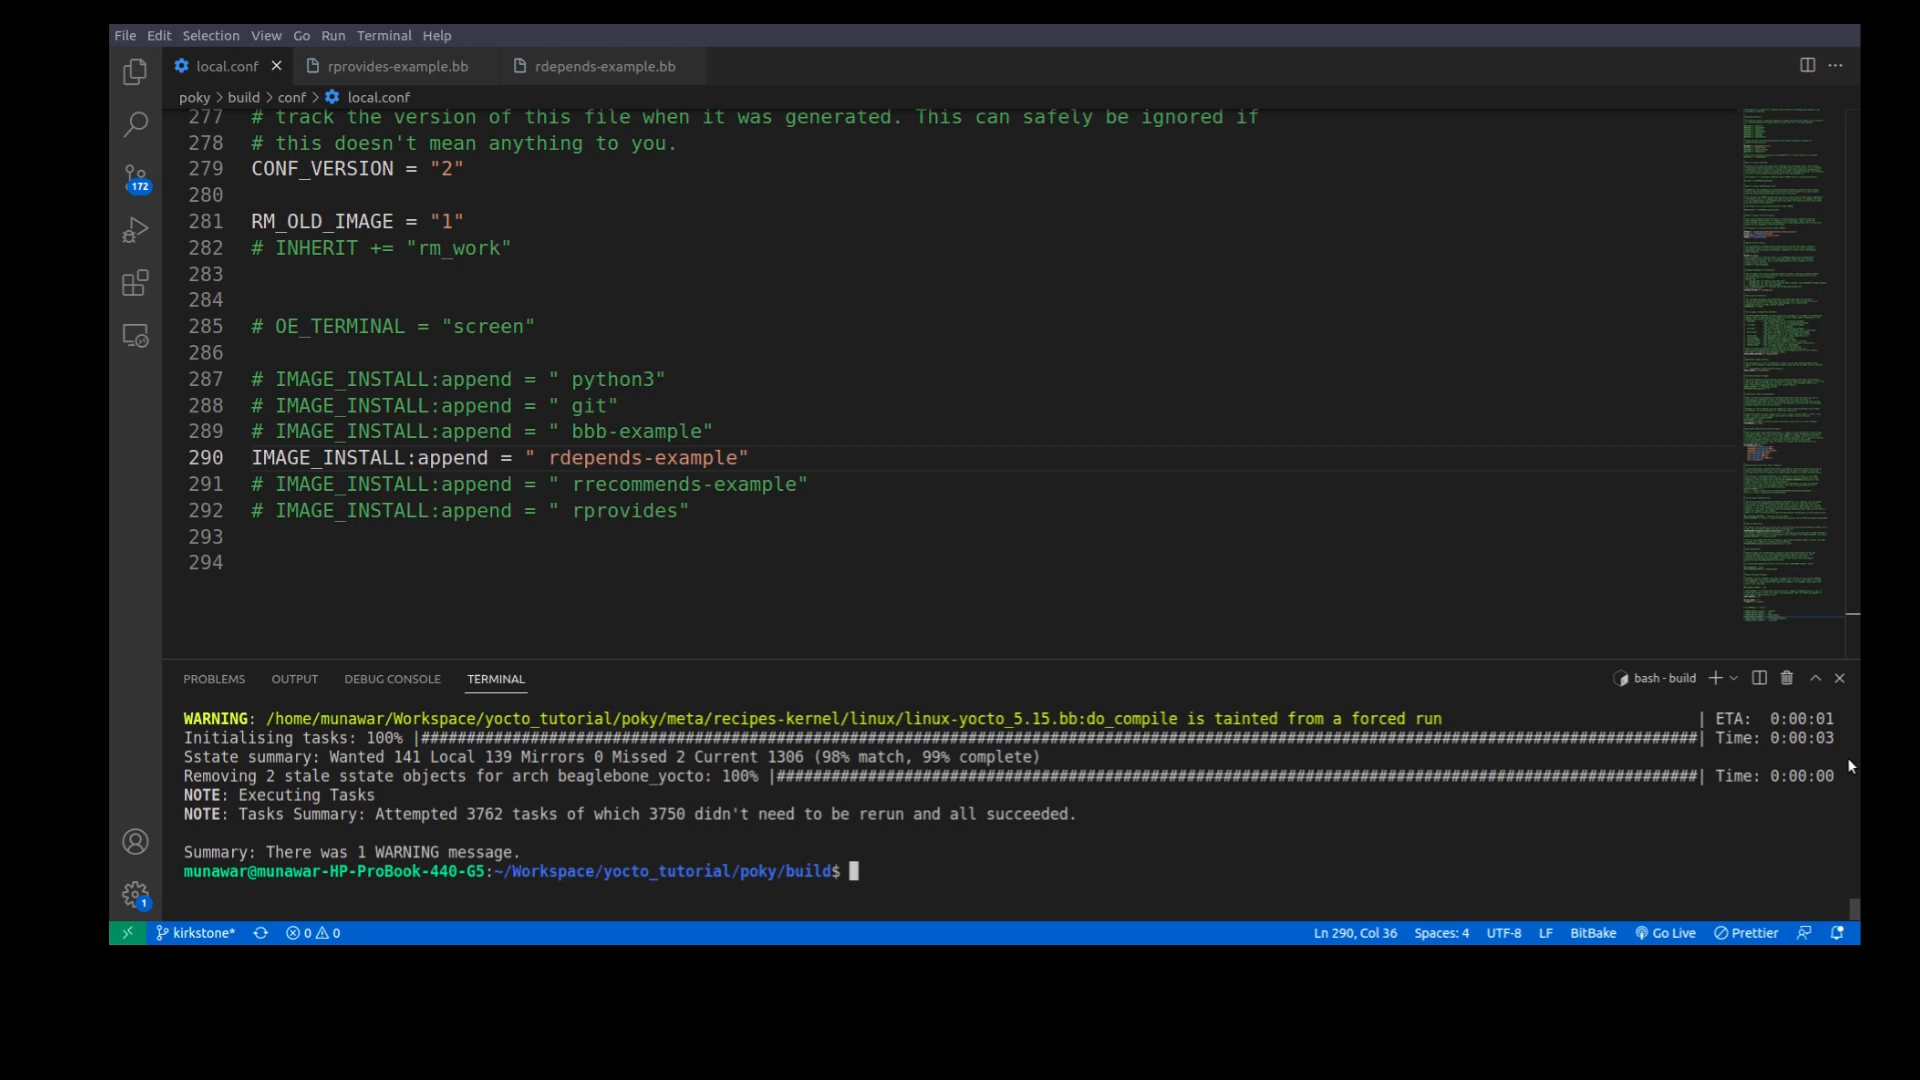 File Edit Selection View Go Run Terminal Help
local.conf rprovides-example.bb rdepends-example.bb
poky > build > conf > local.conf
277 # track the version of this file when it was generated. This can safely be ignored if
278 # this doesn't mean anything to you.
279 CONF_VERSION = "2"
280
281 RM_OLD_IMAGE = "1"
282 # INHERIT += "rm_work"
283
284
285 # OE_TERMINAL = "screen"
286
287 # IMAGE_INSTALL:append = " python3"
288 # IMAGE_INSTALL:append = " git"
289 # IMAGE_INSTALL:append = " bbb-example"
290 IMAGE_INSTALL:append = " rdepends-example"
291 # IMAGE_INSTALL:append = " rrecommends-example"
292 # IMAGE_INSTALL:append = " rprovides"
293
294
172
PROBLEMS OUTPUT DEBUG CONSOLE TERMINAL bash - build
WARNING: /home/munawar/Workspace/yocto_tutorial/poky/meta/recipes-kernel/linux/linux-yocto_5.15.bb:do_compile is tainted from a forced run | ETA: 0:00:01
Initialising tasks: 100% |############################################################| Time: 0:00:03
Sstate summary: Wanted 141 Local 139 Mirrors 0 Missed 2 Current 1306 (98% match, 99% complete)
Removing 2 stale sstate objects for arch beaglebone_yocto: 100% |########################################| Time: 0:00:00
NOTE: Executing Tasks
NOTE: Tasks Summary: Attempted 3762 tasks of which 3750 didn't need to be rerun and all succeeded.
Summary: There was 1 WARNING message.
munawar@munawar-HP-ProBook-440-G5:~/Workspace/yocto_tutorial/poky/build$
1
kirkstone* 0 0 Ln 290, Col 36 Spaces: 4 UTF-8 LF BitBake Go Live Prettier